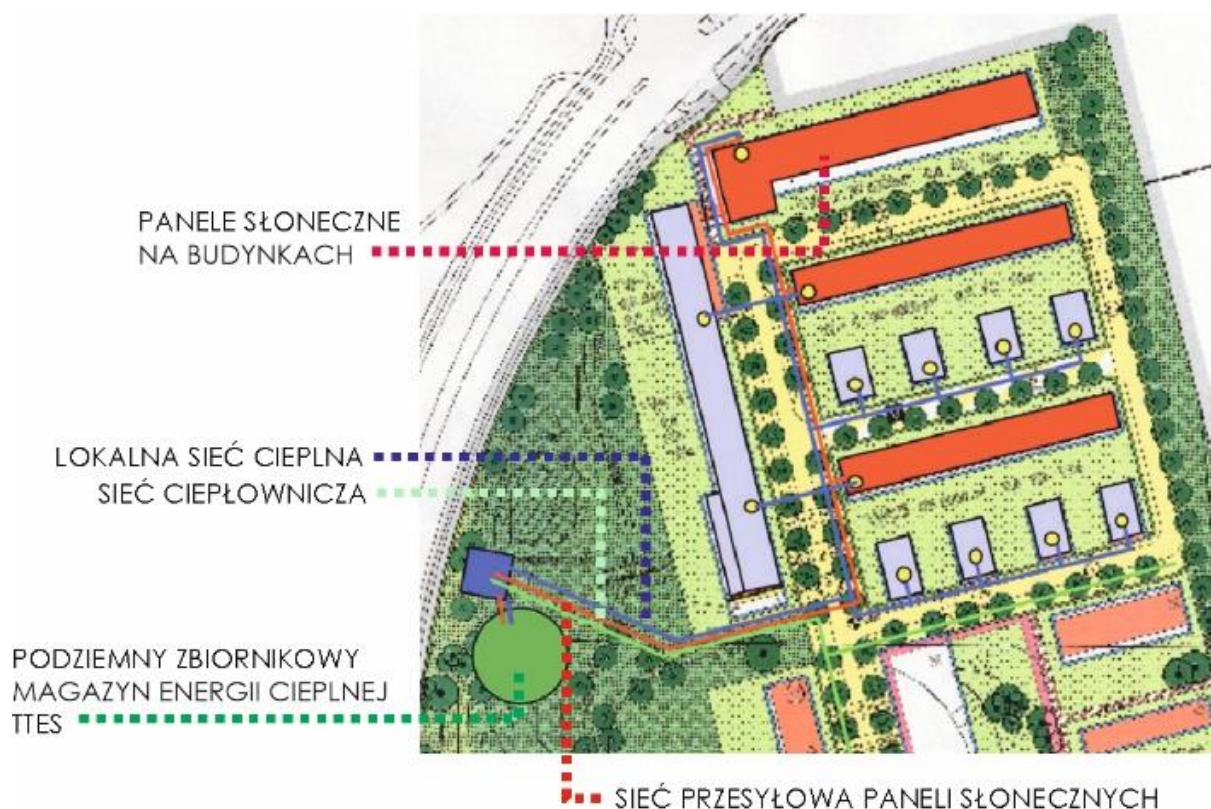 PANELE SŁONECZNE
NA BUDYNKACH
LOKALNA SIEĆ CIEPLNA
SIEĆ CIEPŁOWNICZA
PODZIEMNY ZBIORNIKOWY
MAGAZYN ENERGII CIEPLNEJ
TTES
SIEĆ PRZESYŁOWA PANELI SŁONECZNYCH